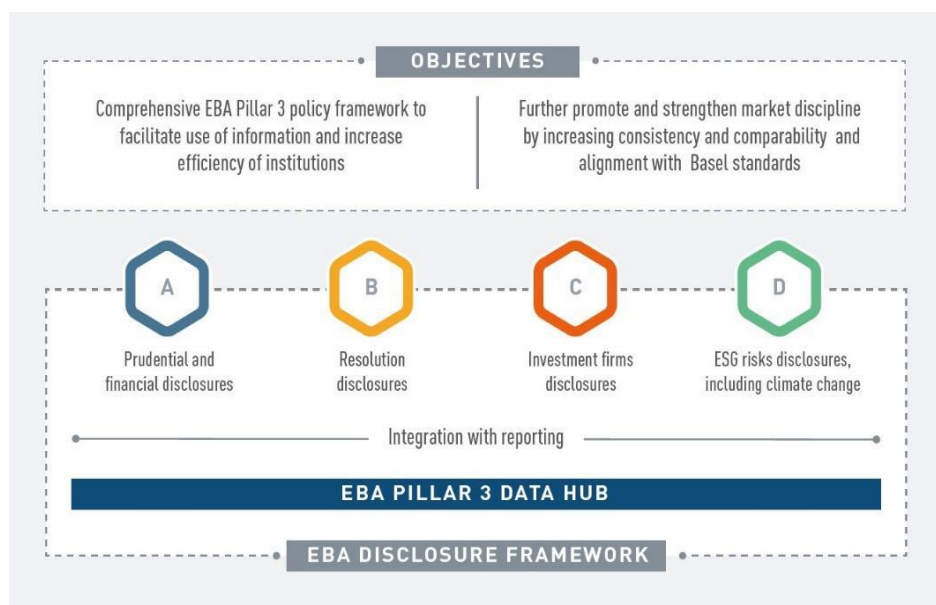 OBJECTIVES
Comprehensive EBA Pillar 3 policy framework to
facilitate use of information and increase
efficiency of institutions
Further promote and strengthen market discipline
by increasing consistency and comparability and
alignment with Basel standards
A
Prudential and
financial disclosures
B
Resolution
disclosures
C
Investment firms
disclosures
D
ESG risks disclosures,
including climate change
Integration with reporting
EBA PILLAR 3 DATA HUB
EBA DISCLOSURE FRAMEWORK